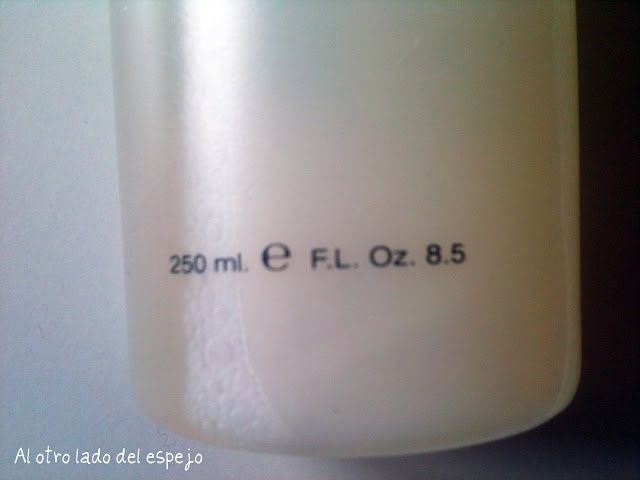 250 ml. ℮ F.L. Oz. 8.5
Al otro lado del espejo